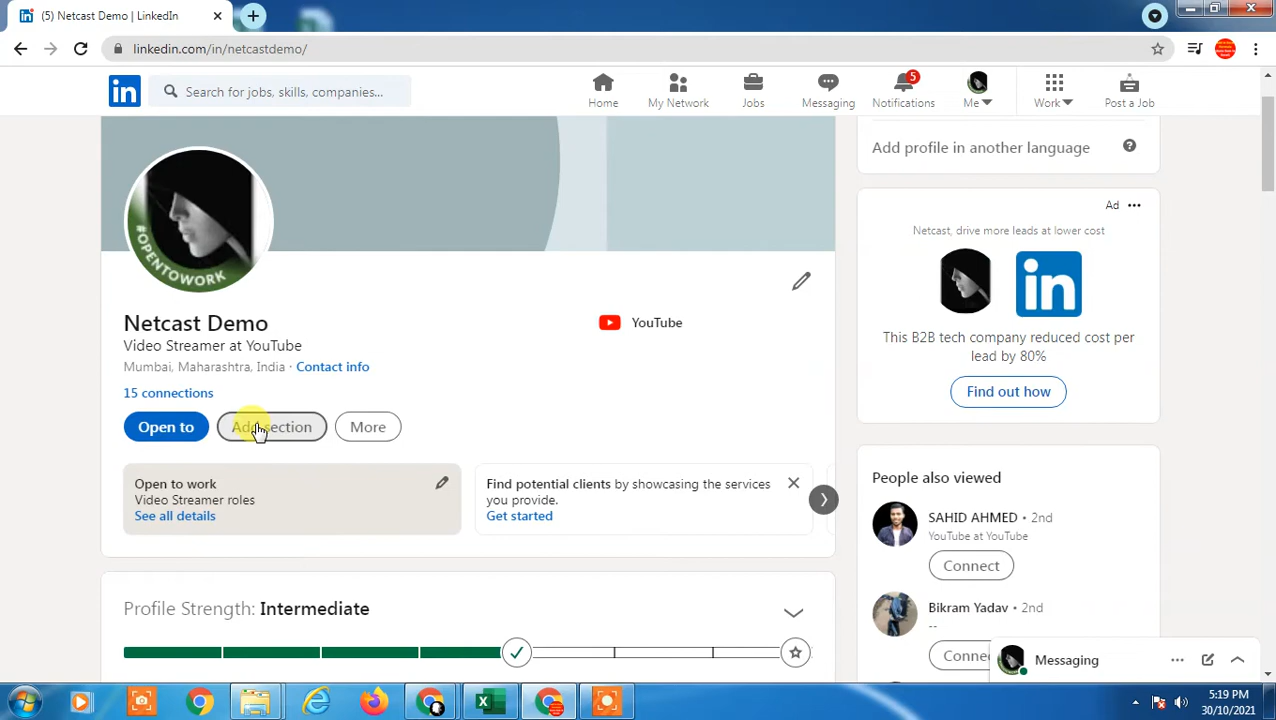 (5) Netcast Demo | LinkedIn
linkedin.com/in/netcastdemo/
in
Search for jobs, skills, companies...
Home
My Network
Jobs
Messaging
5
Notifications
Me
Work
Post a Job
Add profile in another language
#OPENTOWORK
Netcast Demo
YouTube
Video Streamer at YouTube
Mumbai, Maharashtra, India · Contact info
15 connections
Open to
Add section
More
Open to work
Video Streamer roles
See all details
Find potential clients by showcasing the services
you provide.
Get started
Profile Strength: Intermediate
Ad
Netcast, drive more leads at lower cost
in
This B2B tech company reduced cost per
lead by 80%
Find out how
People also viewed
SAHID AHMED • 2nd
YouTube at YouTube
Connect
Bikram Yadav • 2nd
--
Messaging
5:19 PM
30/10/2021